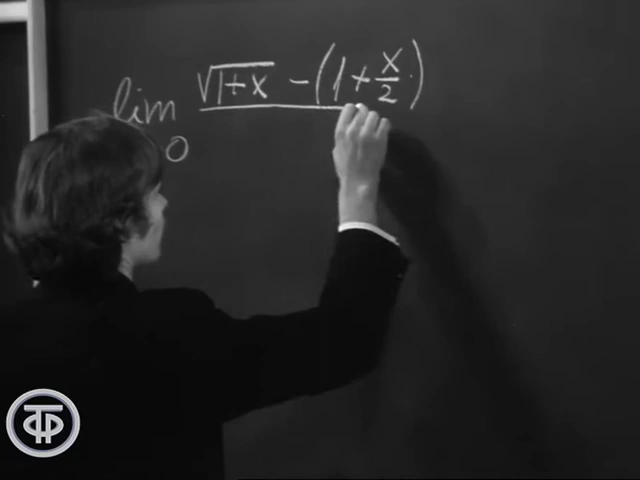 lim √1+x − (1 + x/2)
0